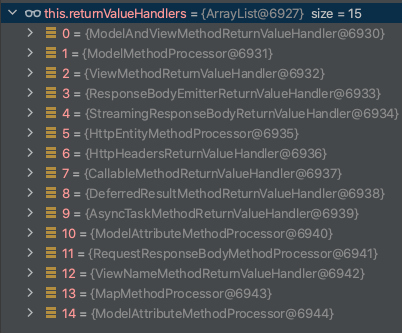 this.returnValueHandlers = {ArrayList@6927} size = 15
0 = {ModelAndViewMethodReturnValueHandler@6930}
1 = {ModelMethodProcessor@6931}
2 = {ViewMethodReturnValueHandler@6932}
3 = {ResponseBodyEmitterReturnValueHandler@6933}
4 = {StreamingResponseBodyReturnValueHandler@6934}
5 = {HttpEntityMethodProcessor@6935}
6 = {HttpHeadersReturnValueHandler@6936}
7 = {CallableMethodReturnValueHandler@6937}
8 = {DeferredResultMethodReturnValueHandler@6938}
9 = {AsyncTaskMethodReturnValueHandler@6939}
10 = {ModelAttributeMethodProcessor@6940}
11 = {RequestResponseBodyMethodProcessor@6941}
12 = {ViewNameMethodReturnValueHandler@6942}
13 = {MapMethodProcessor@6943}
14 = {ModelAttributeMethodProcessor@6944}